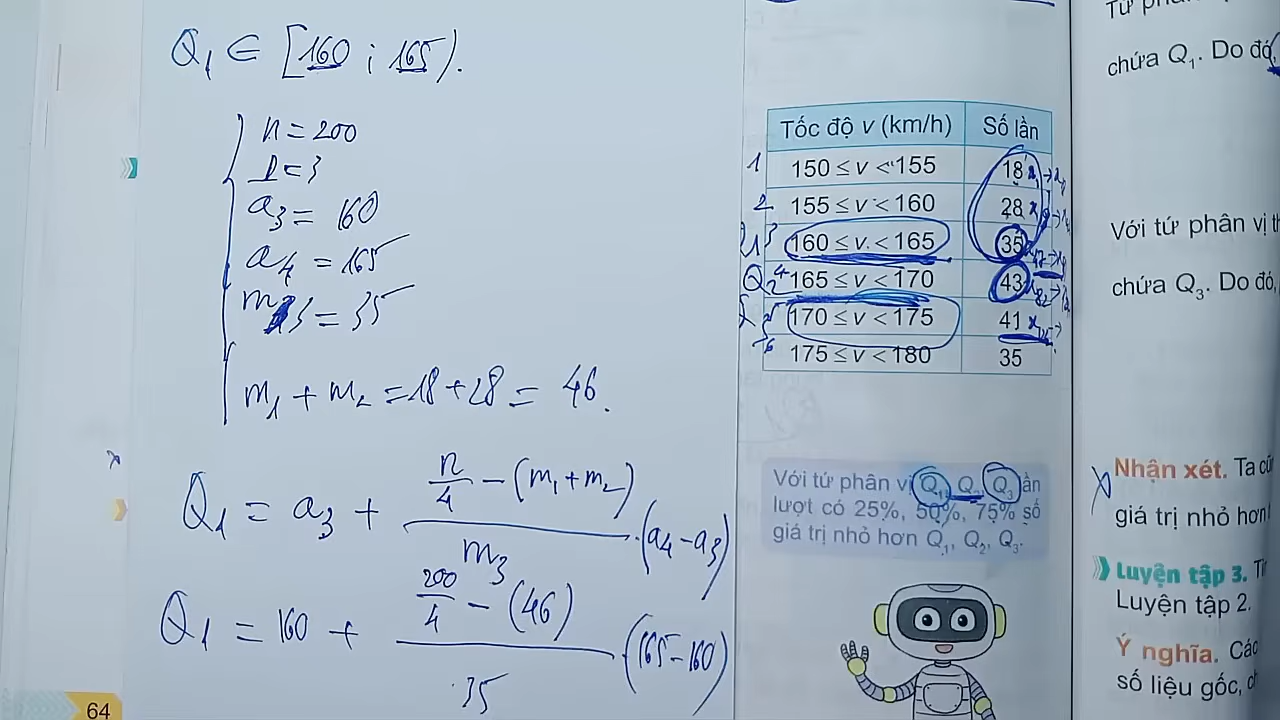 Q₁ ∈ [160 ; 165).
n = 200
a₃ = 160
a₄ = 165
m₃ = 35
m₁ + m₂ = 18 + 28 = 46.
Q₁ = a₃ + (n/4 − (m₁ + m₂))/m₃ · (a₄ − a₃)
Q₁ = 160 + (200/4 − (46))/35 · (165 − 160)
64
Tốc độ v (km/h) Số lần
1 150 ≤ v < 155 18
2 155 ≤ v < 160 28
3 160 ≤ v < 165 35
4 165 ≤ v < 170 43
170 ≤ v < 175 41
6 175 ≤ v < 180 35
Với tứ phân vị Q₁, Q₂, Q₃ lần
lượt có 25%, 50%, 75% số
giá trị nhỏ hơn Q₁, Q₂, Q₃.
chứa Q₁. Do đó,
Với tứ phân vị
chứa Q₃. Do đó,
Nhận xét. Ta
giá trị nhỏ hơn
Luyện tập 3.
Luyện tập 2.
Ý nghĩa. Các
số liệu gốc,